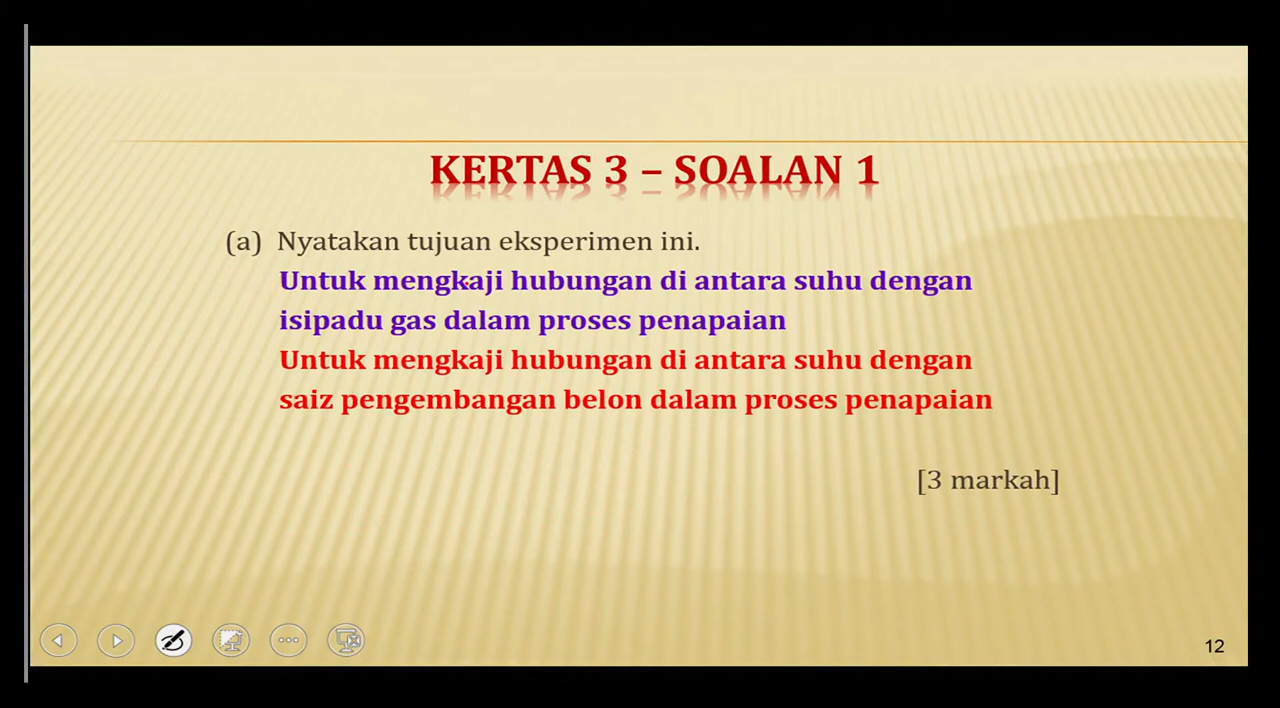 KERTAS 3 – SOALAN 1
(a) Nyatakan tujuan eksperimen ini.
Untuk mengkaji hubungan di antara suhu dengan
isipadu gas dalam proses penapaian
Untuk mengkaji hubungan di antara suhu dengan
saiz pengembangan belon dalam proses penapaian
[3 markah]
12